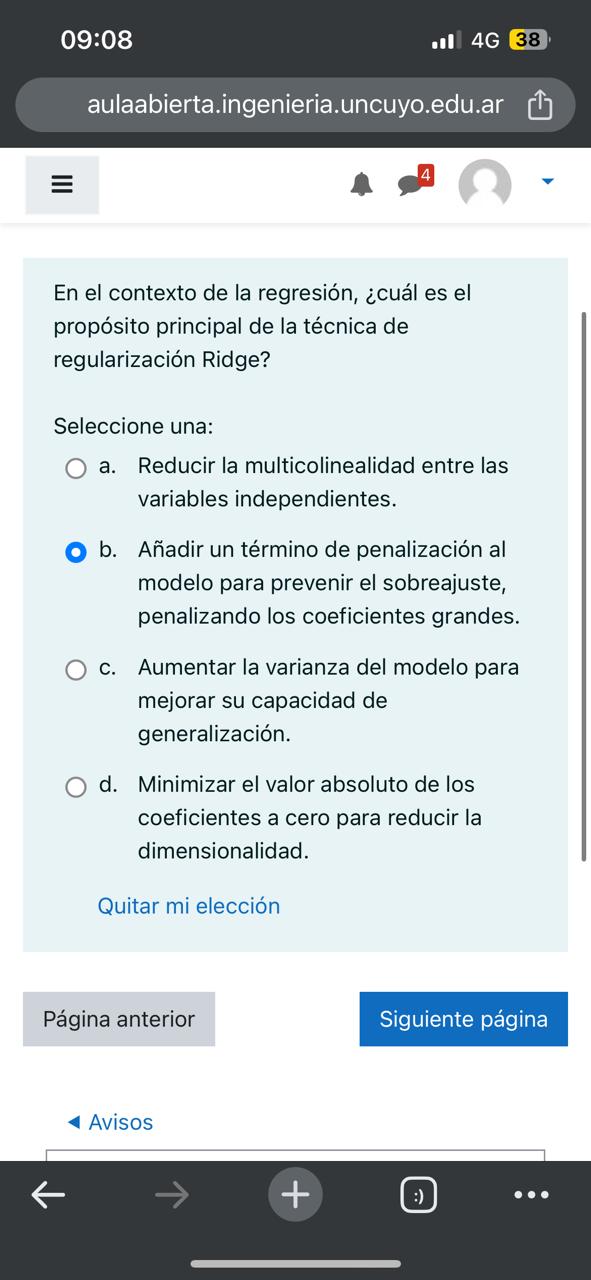 09:08
4G 38
aulaabierta.ingenieria.uncuyo.edu.ar
4
En el contexto de la regresión, ¿cuál es el
propósito principal de la técnica de
regularización Ridge?
Seleccione una:
a. Reducir la multicolinealidad entre las
variables independientes.
b. Añadir un término de penalización al
modelo para prevenir el sobreajuste,
penalizando los coeficientes grandes.
c. Aumentar la varianza del modelo para
mejorar su capacidad de
generalización.
d. Minimizar el valor absoluto de los
coeficientes a cero para reducir la
dimensionalidad.
Quitar mi elección
Página anterior
Siguiente página
◄ Avisos
:)